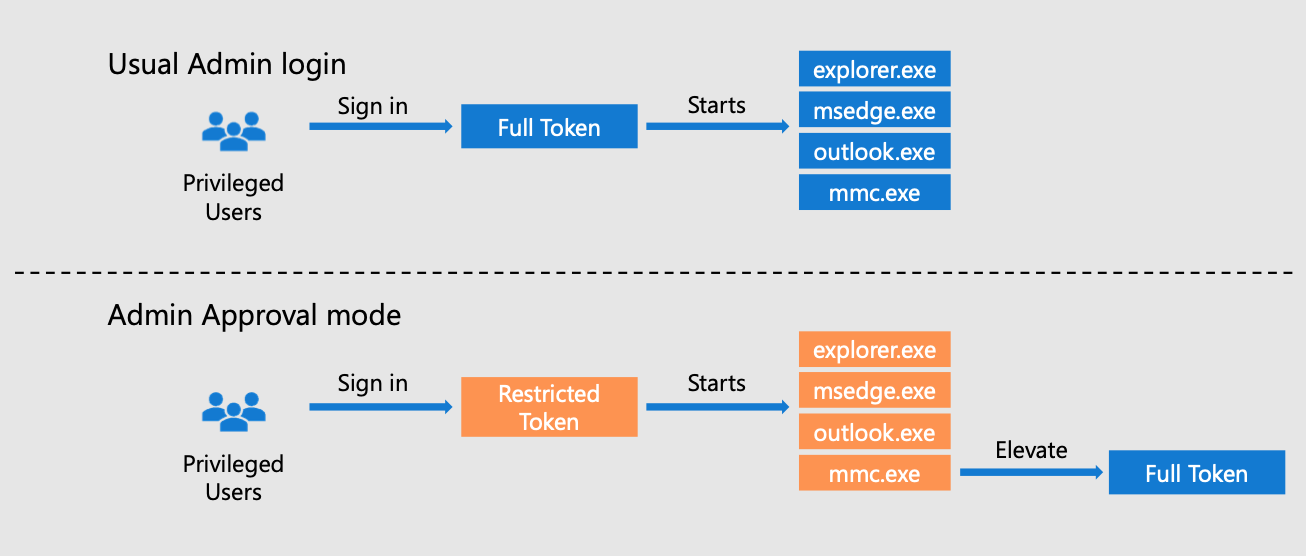 Usual Admin login
Privileged
Users
Sign in
Full Token
Starts
explorer.exe
msedge.exe
outlook.exe
mmc.exe
Admin Approval mode
Privileged
Users
Sign in
Restricted
Token
Starts
explorer.exe
msedge.exe
outlook.exe
mmc.exe
Elevate
Full Token